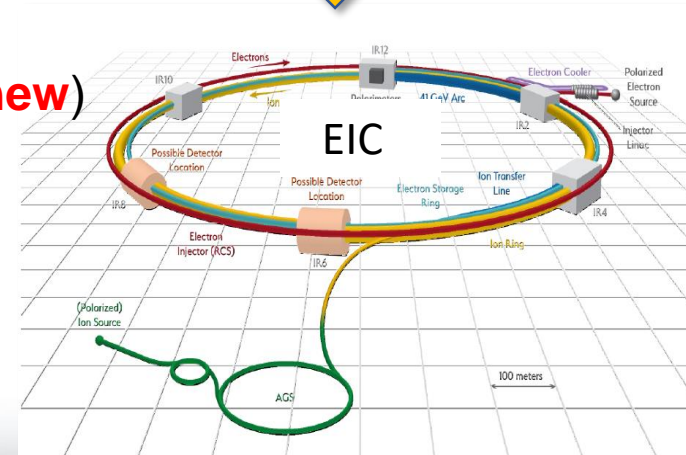 new)
Electrons
IR12
IR10
Ion
Polarimeters
41 GeV Arc
Electron Cooler
Polarized
Electron
Source
EIC
IR2
Injector
Linac
Possible Detector
Location
Possible Detector
Location
Electron Storage
Ring
Ion Transfer
Line
IR8
IR4
Electron
Injector (RCS)
IR6
Ion Ring
(Polarized)
Ion Source
100 meters
AGS